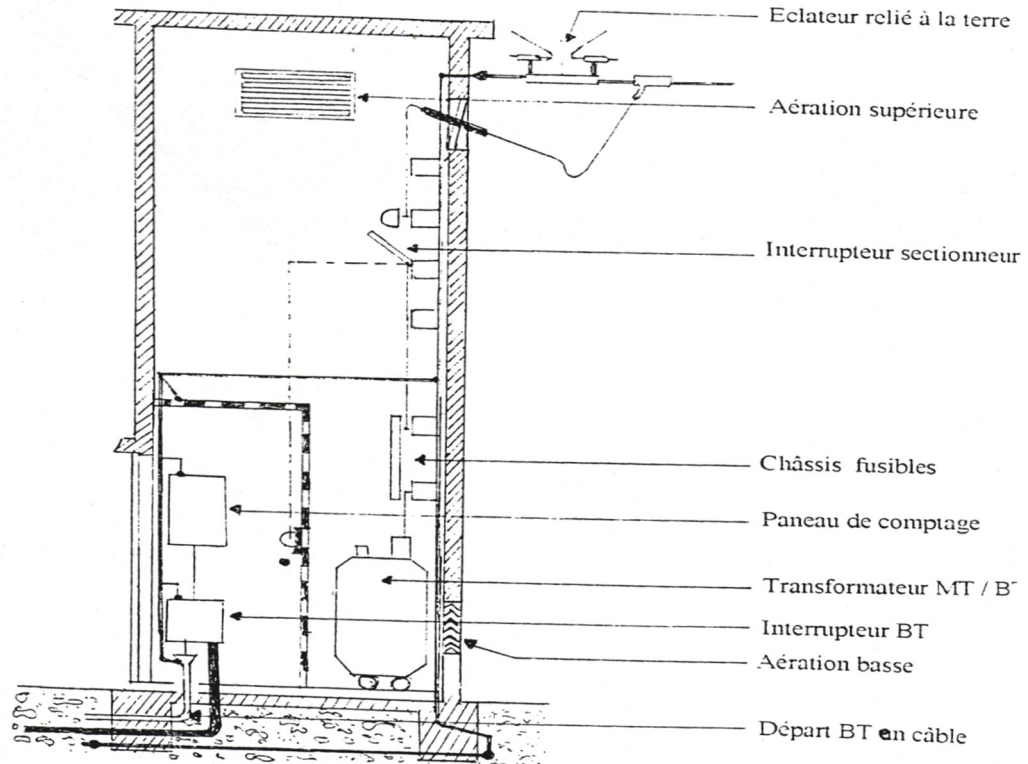 Eclateur relié à la terre
Aération supérieure
Interrupteur sectionneur
Châssis fusibles
Paneau de comptage
Transformateur MT / B
Interrupteur BT
Aération basse
Départ BT en câble